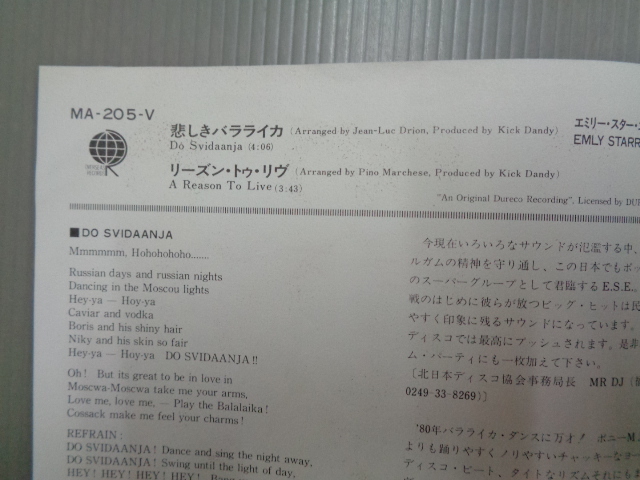 MA-205-V
悲しきバラライカ (Arranged by Jean-Luc Drion, Produced by Kick Dandy)
Do Svidaanja (4:06)
リーズン・トゥ・リヴ (Arranged by Pino Marchese, Produced by Kick Dandy)
A Reason To Live (3:43)
エミリー・スター・
EMLY STARR
"An Original Dureco Recording". Licensed by DU
■DO SVIDAANJA
Mmmmmm, Hohohohoho.......
Russian days and russian nights
Dancing in the Moscou lights
Hey-ya — Hoy-ya
Caviar and vodka
Boris and his shiny hair
Niky and his skin so fair
Hey-ya — Hoy-ya DO SVIDAANJA!!
Oh! But its great to be in love in
Moscwa-Moscwa take me your arms,
Love me, love me, — Play the Balalaika!
Cossack make me feel your charms!
REFRAIN:
DO SVIDAANJA! Dance and sing the night away,
DO SVIDAANJA! Swing until the light of day,
HEY! HEY! HEY! HEY!
今現在いろいろなサウンドが氾濫する中、
ルガムの精神を守り通し、この日本でもポッ
のスーパーグループとして君臨するE.S.E.,
戦のはじめに彼らが放つビッグ・ヒットは民
やすく印象に残るサウンドになっています。
ディスコでは最高にプッシュされます。是非
ム・パーティにも一枚加えて下さい。
〔北日本ディスコ協会事務局長 MR DJ
0249-33-8269)〕
'80年バラライカ・ダンスに万才! ボニーM
よりも踊りやすくノリやすいチャッキーな
ディスコ・ビート、タイトなリズムそれにも